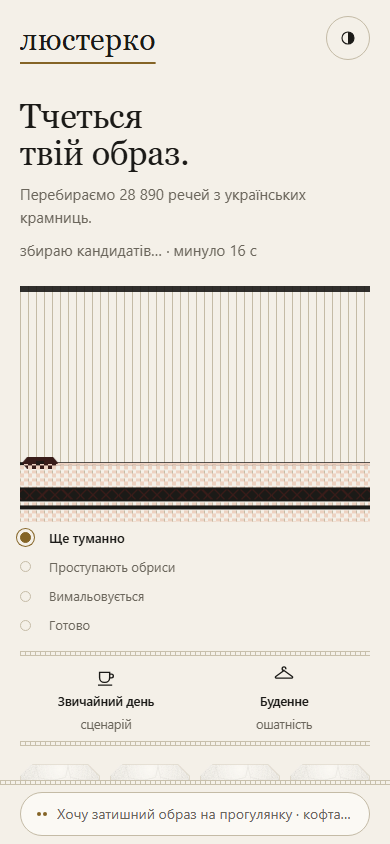 люстерко
Тчеться
твій образ.
Перебираємо 28 890 речей з українських
крамниць.
збираю кандидатів... · минуло 16 с
Ще туманно
Проступають обриси
Вимальовується
Готово
Звичайний день
сценарій
Буденне
ошатність
Хочу затишний образ на прогулянку · кофта...